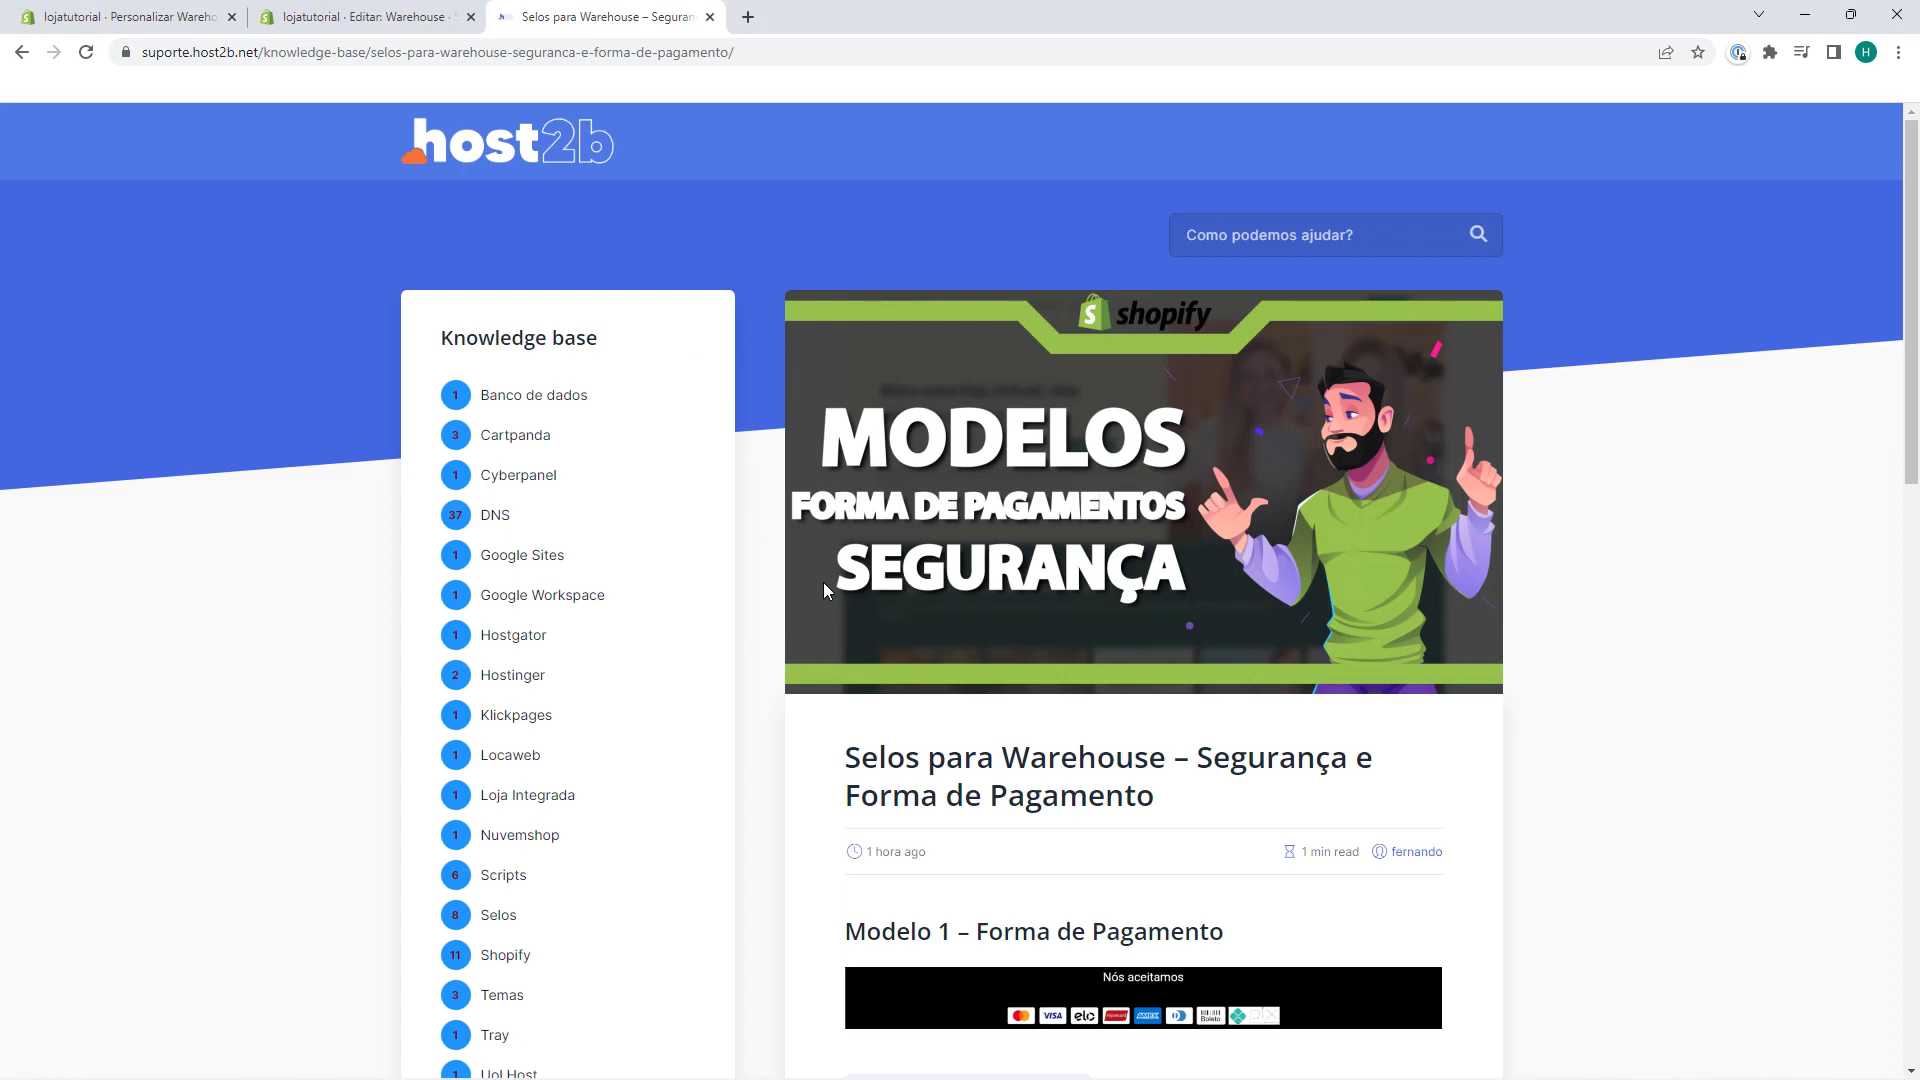 lojatutorial · Personalizar Wareho
lojatutorial · Editar: Warehouse ·
Selos para Warehouse – Seguran
suporte.host2b.net/knowledge-base/selos-para-warehouse-seguranca-e-forma-de-pagamento/
H
host2b
Como podemos ajudar?
Knowledge base
1 Banco de dados
3 Cartpanda
1 Cyberpanel
37 DNS
1 Google Sites
1 Google Workspace
1 Hostgator
2 Hostinger
1 Klickpages
1 Locaweb
1 Loja Integrada
1 Nuvemshop
6 Scripts
8 Selos
11 Shopify
3 Temas
1 Tray
1 Uol Host
shopify
MODELOS
FORMA DE PAGAMENTOS
SEGURANÇA
Selos para Warehouse – Segurança e
Forma de Pagamento
1 hora ago
1 min read fernando
Modelo 1 – Forma de Pagamento
Nós aceitamos
VISA elo Hipercard AMEX Boleto pix